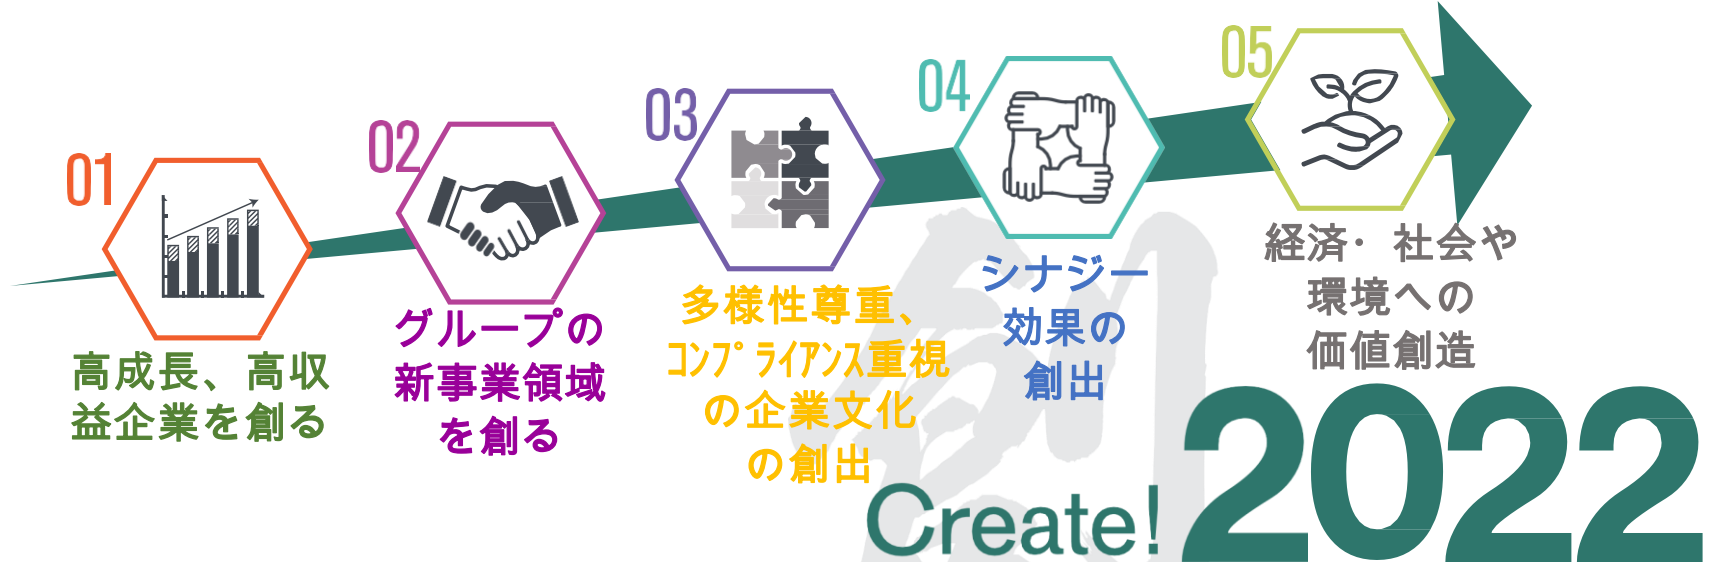 01
高成長、高収
益企業を創る
02
グループの
新事業領域
を創る
03
多様性尊重、
ｺﾝﾌﾟﾗｲｱﾝｽ重視
の企業文化
の創出
04
シナジー
効果の
創出
05
経済・社会や
環境への
価値創造
創
Create! 2022